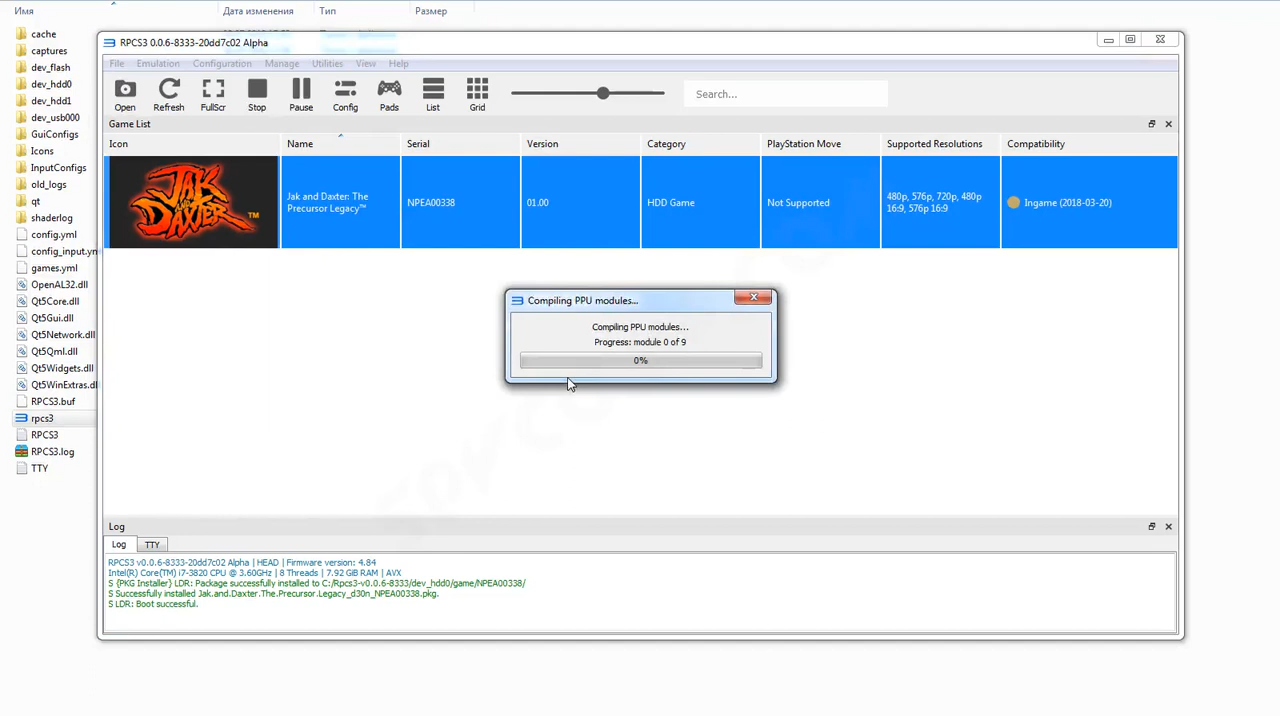 Имя
Дата изменения
Тип
Размер
cache
captures
dev_flash
dev_hdd0
dev_hdd1
dev_usb000
GuiConfigs
Icons
InputConfigs
old_logs
qt
shaderlog
config.yml
config_input.ym
games.yml
OpenAL32.dll
Qt5Core.dll
Qt5Gui.dll
Qt5Network.dll
Qt5Qml.dll
Qt5Widgets.dll
Qt5WinExtras.dll
RPCS3.buf
rpcs3
RPCS3
RPCS3.log
TTY
RPCS3 0.0.6-8333-20dd7c02 Alpha
File Emulation Configuration Manage Utilities View Help
Open Refresh FullScr Stop Pause Config Pads List Grid
Search...
Game List
Icon Name Serial Version Category PlayStation Move Supported Resolutions Compatibility
JAK AND DAXTER™
Jak and Daxter: The
Precursor Legacy™
NPEA00338
01.00
HDD Game
Not Supported
480p, 576p, 720p, 480p
16:9, 576p 16:9
Ingame (2018-03-20)
Compiling PPU modules...
Compiling PPU modules...
Progress: module 0 of 9
0%
Log
Log TTY
RPCS3 v0.0.6-8333-20dd7c02 Alpha | HEAD | Firmware version: 4.84
Intel(R) Core(TM) i7-3820 CPU @ 3.60GHz | 8 Threads | 7.92 GiB RAM | AVX
S {PKG Installer} LDR: Package successfully installed to C:/Rpcs3-v0.0.6-8333/dev_hdd0/game/NPEA00338/
S Successfully installed Jak.and.Daxter.The.Precursor.Legacy_d30n_NPEA00338.pkg.
S LDR: Boot successful.